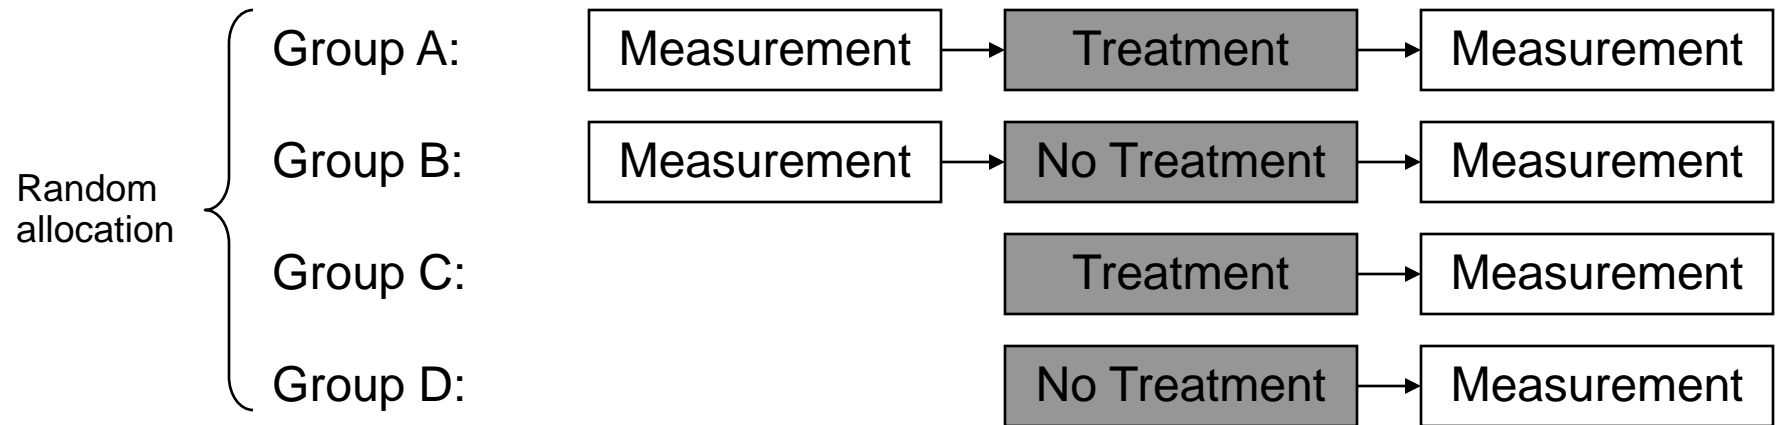 Group A: Measurement Treatment Measurement
Group B: Measurement No Treatment Measurement
Random
allocation
Group C: Treatment Measurement
Group D: No Treatment Measurement